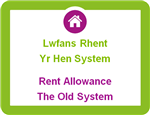 Lwfans Rhent
Yr Hen System
Rent Allowance
The Old System